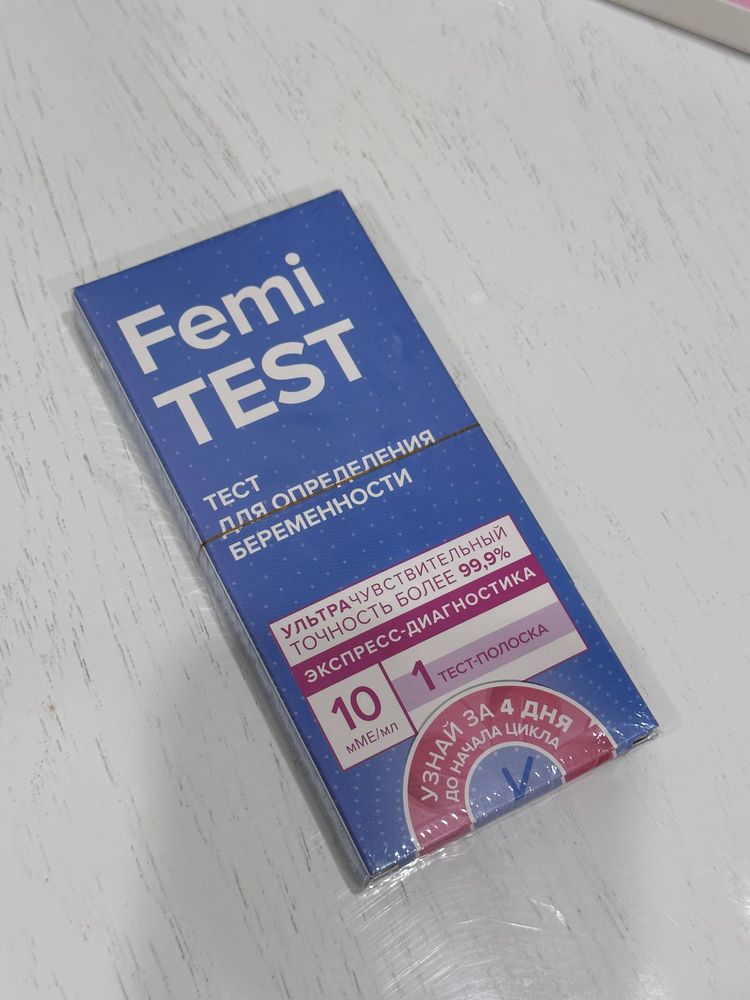 Femi
TEST
ТЕСТ
ДЛЯ ОПРЕДЕЛЕНИЯ
БЕРЕМЕННОСТИ
УЛЬТРАЧУВСТВИТЕЛЬНЫЙ
ТОЧНОСТЬ БОЛЕЕ 99,9%
ЭКСПРЕСС-ДИАГНОСТИКА
10
мМЕ/мл
1 ТЕСТ-ПОЛОСКА
УЗНАЙ ЗА 4 ДНЯ
ДО НАЧАЛА ЦИКЛА